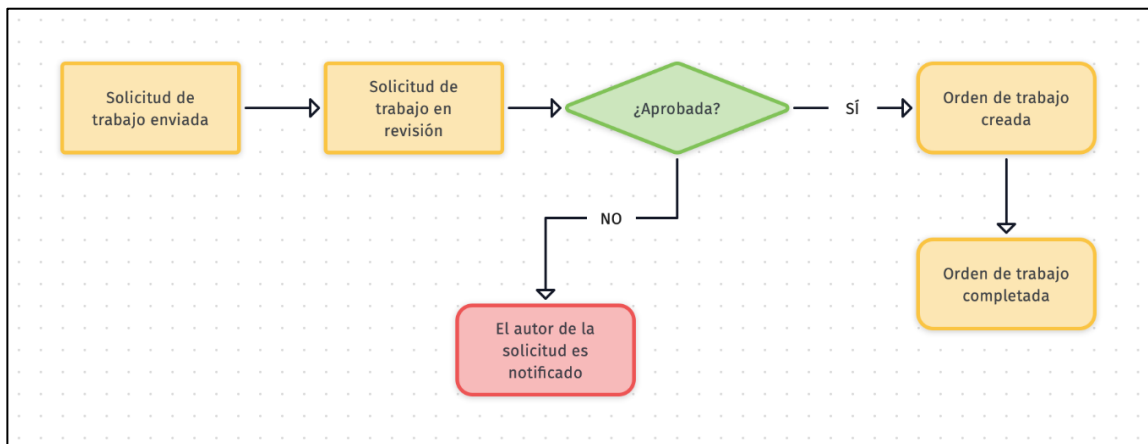 Solicitud de
trabajo enviada
Solicitud de
trabajo en
revisión
¿Aprobada?
SÍ
Orden de trabajo
creada
NO
Orden de trabajo
completada
El autor de la
solicitud es
notificado